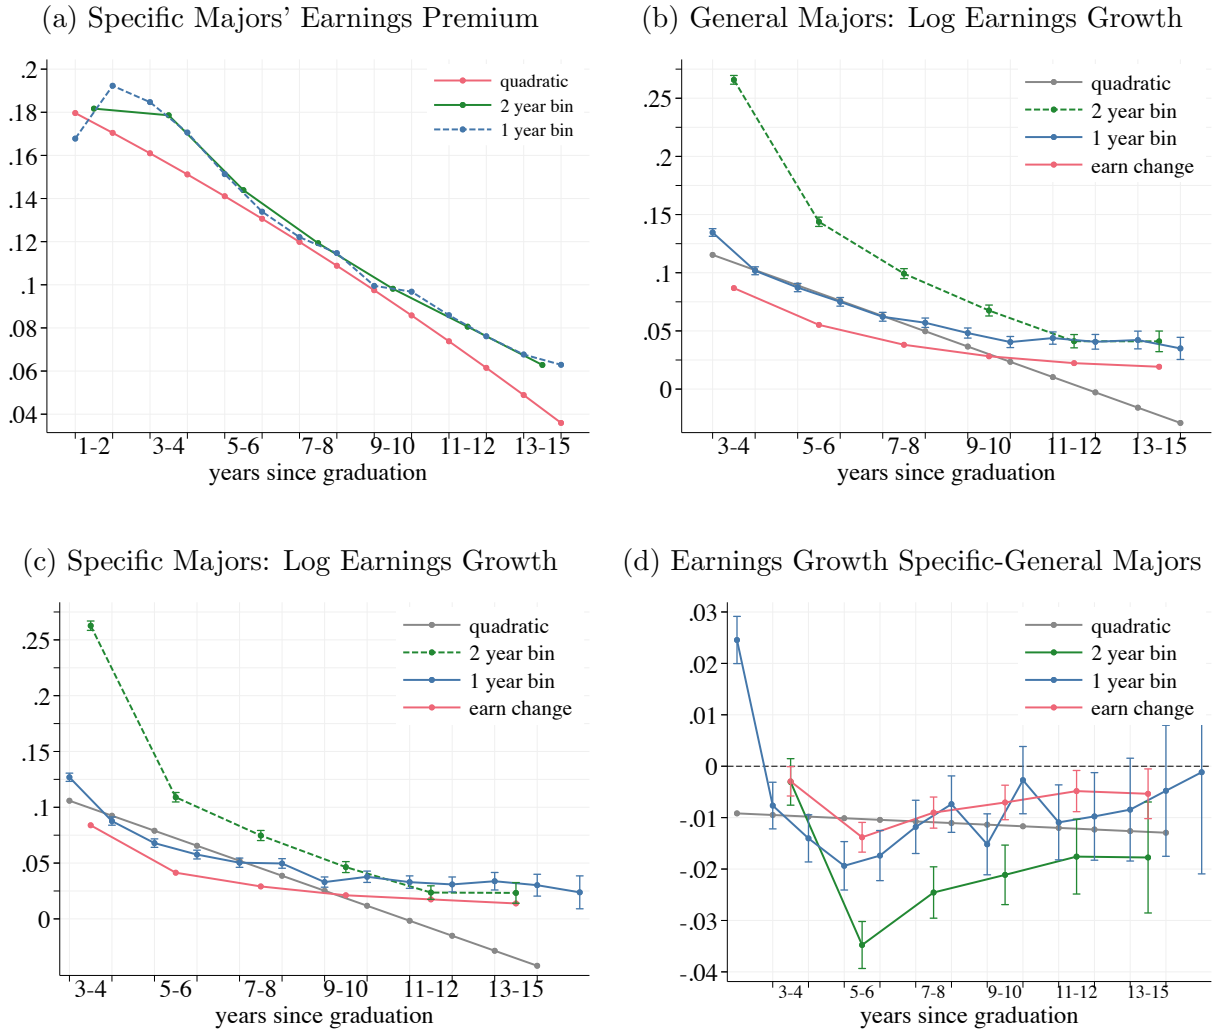 (a) Specific Majors' Earnings Premium
.2
.18
.16
.14
.12
.1
.08
.06
.04
quadratic
2 year bin
1 year bin
1-2 3-4 5-6 7-8 9-10 11-12 13-15
years since graduation
(b) General Majors: Log Earnings Growth
.25
.2
.15
.1
.05
0
quadratic
2 year bin
1 year bin
earn change
3-4 5-6 7-8 9-10 11-12 13-15
years since graduation
(c) Specific Majors: Log Earnings Growth
.25
.2
.15
.1
.05
0
quadratic
2 year bin
1 year bin
earn change
3-4 5-6 7-8 9-10 11-12 13-15
years since graduation
(d) Earnings Growth Specific-General Majors
.03
.02
.01
0
-.01
-.02
-.03
-.04
quadratic
2 year bin
1 year bin
earn change
3-4 5-6 7-8 9-10 11-12 13-15
years since graduation